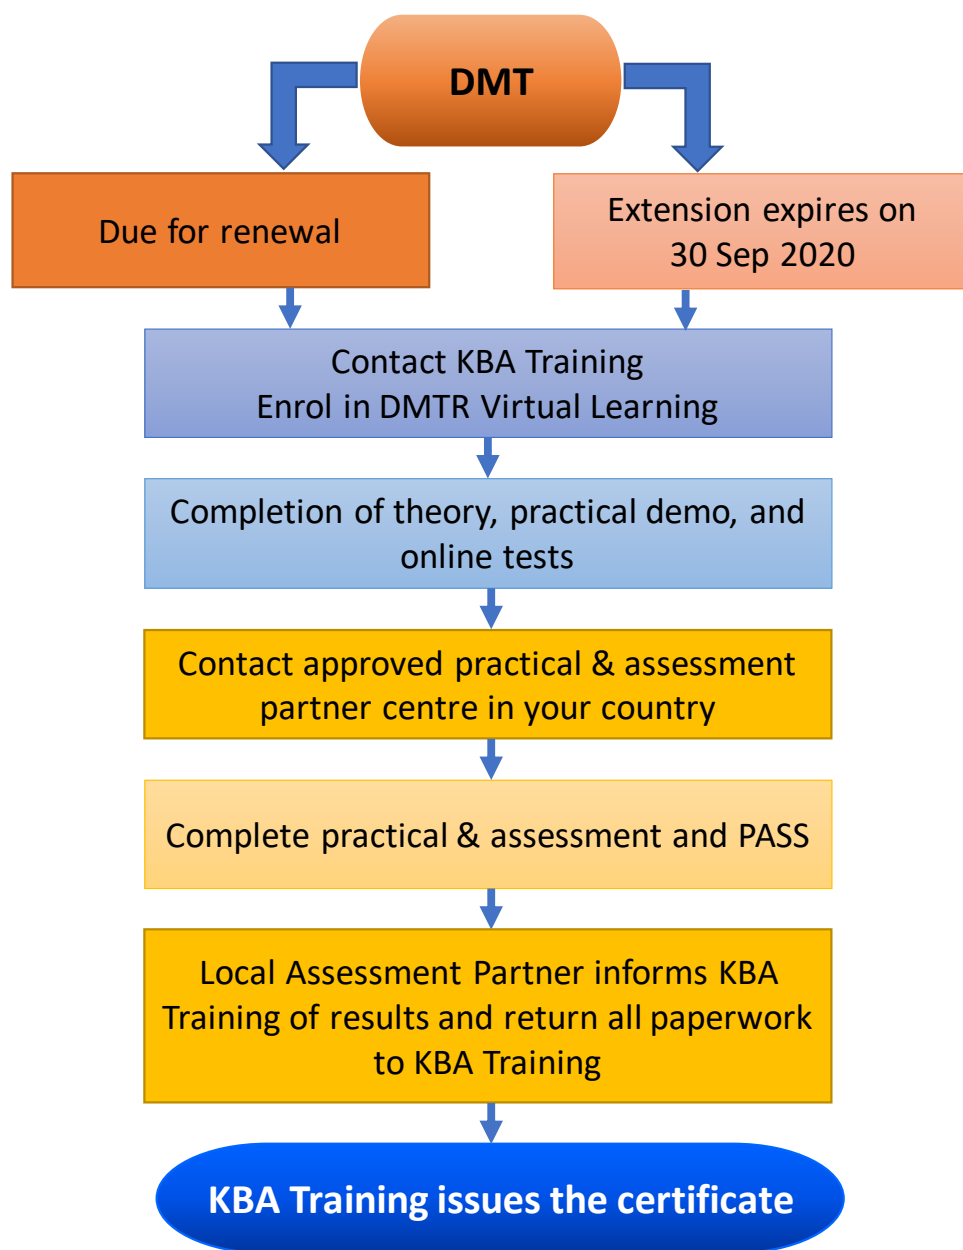 DMT
Due for renewal
Extension expires on
30 Sep 2020
Contact KBA Training
Enrol in DMTR Virtual Learning
Completion of theory, practical demo, and
online tests
Contact approved practical & assessment
partner centre in your country
Complete practical & assessment and PASS
Local Assessment Partner informs KBA
Training of results and return all paperwork
to KBA Training
KBA Training issues the certificate